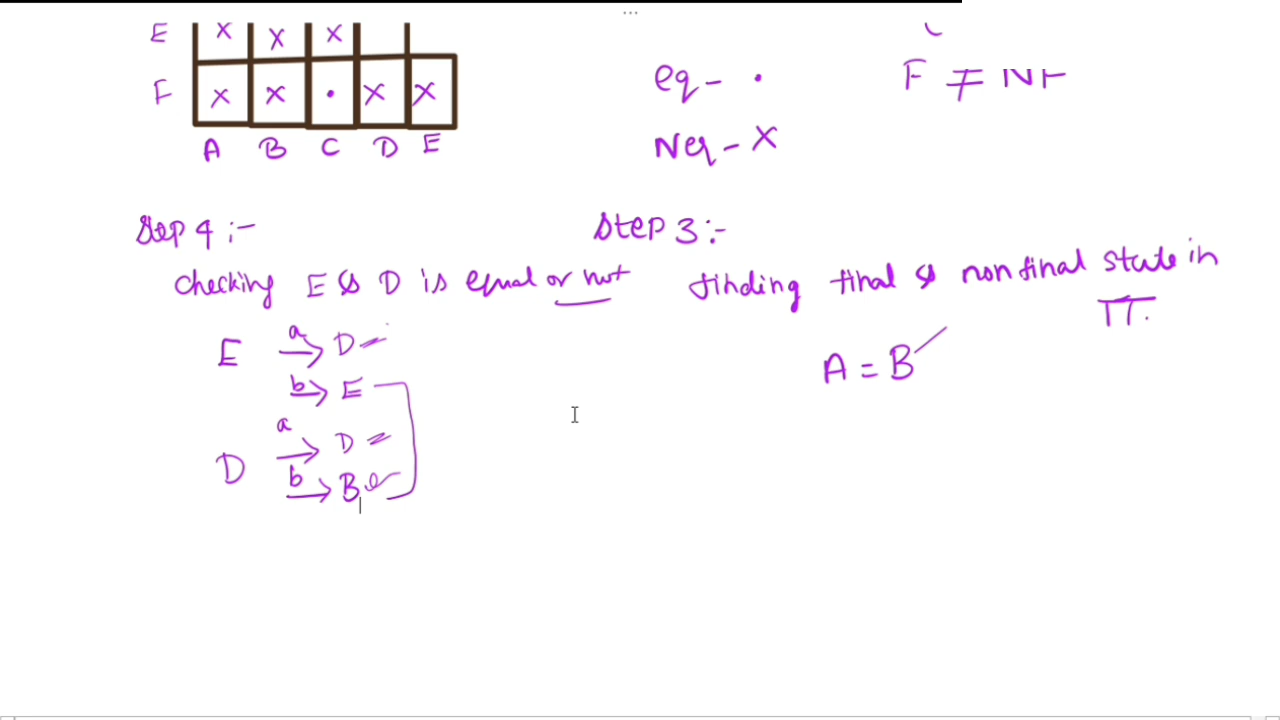 E X X X
F X X • X X
A B C D E
eq - •
Neq - X
F ≠ NF
Step 4 :-
checking E & D is equal or not
E a→ D
b→ E
D a→ D
b→ B
Step 3 :-
finding final & non final state in
TT.
A = B